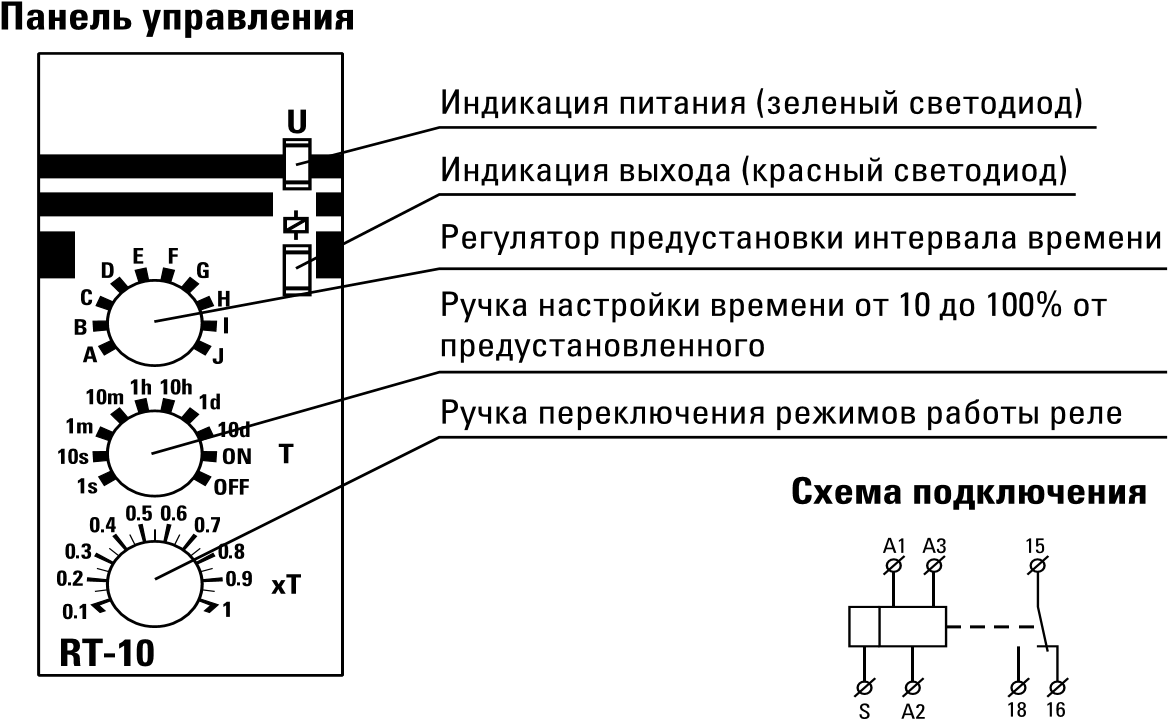 Панель управления
U
Индикация питания (зеленый светодиод)
Индикация выхода (красный светодиод)
Регулятор предустановки интервала времени
Ручка настройки времени от 10 до 100% от
предустановленного
Ручка переключения режимов работы реле
A B C D E F G H I J
1s 10s 1m 10m 1h 10h 1d 10d ON OFF
T
0.1 0.2 0.3 0.4 0.5 0.6 0.7 0.8 0.9 1
xT
RT-10
Схема подключения
A1 A3 15
S A2 18 16